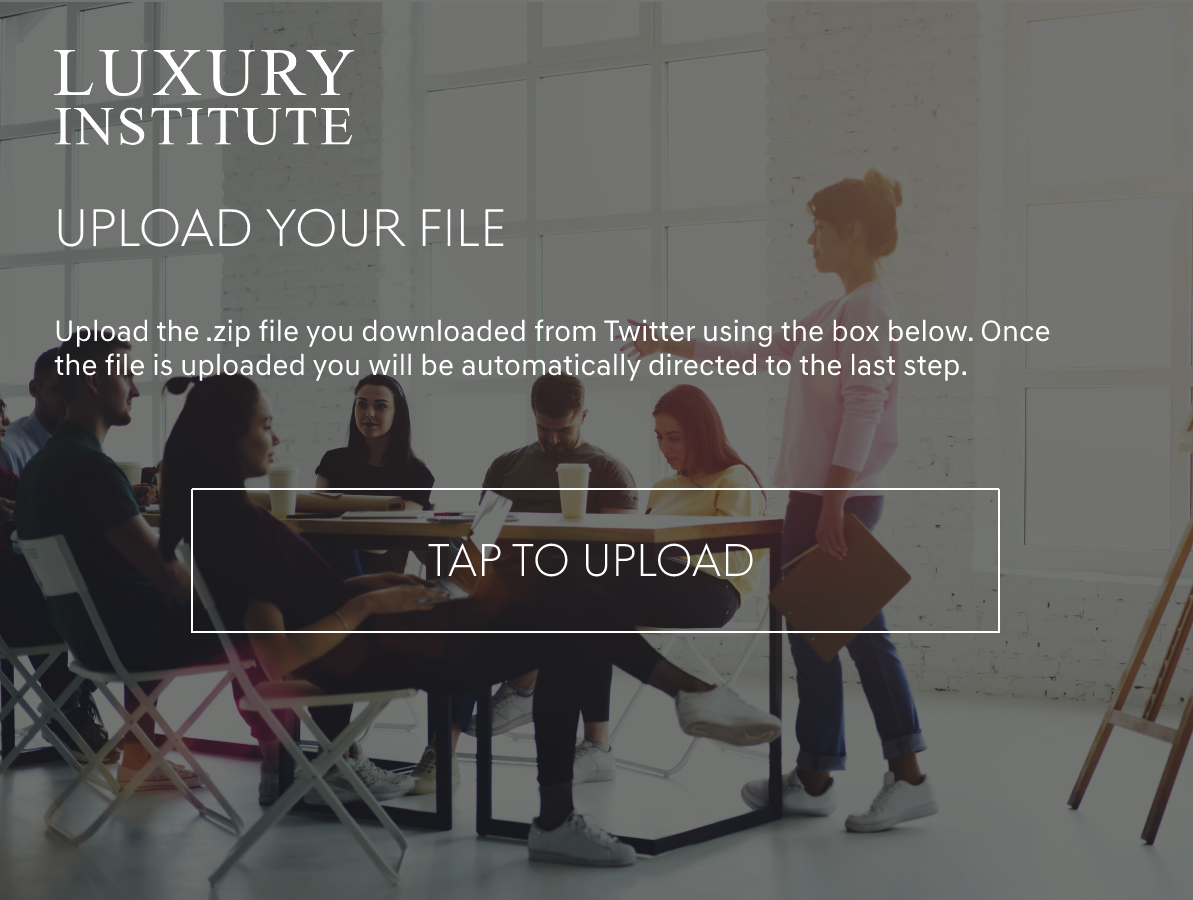 LUXURY
INSTITUTE
UPLOAD YOUR FILE
Upload the .zip file you downloaded from Twitter using the box below. Once
the file is uploaded you will be automatically directed to the last step.
TAP TO UPLOAD